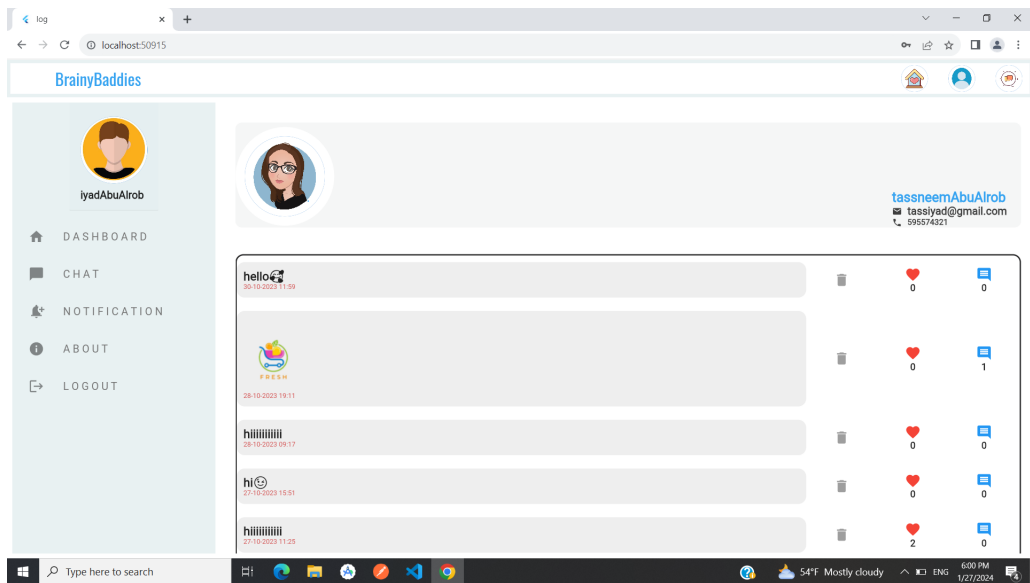 log
localhost:50915
BrainyBaddies
iyadAbuAlrob
DASHBOARD
CHAT
NOTIFICATION
ABOUT
LOGOUT
tassneemAbuAlrob
tassiyad@gmail.com
595574321
hello🥰
30-10-2023 11:59
0
0
FRESH
28-10-2023 19:11
0
1
hiiiiiiiiiii
28-10-2023 09:17
0
0
hi😉
27-10-2023 15:51
0
0
hiiiiiiiiiii
27-10-2023 11:25
2
0
Type here to search
54°F Mostly cloudy
ENG
6:00 PM
1/27/2024